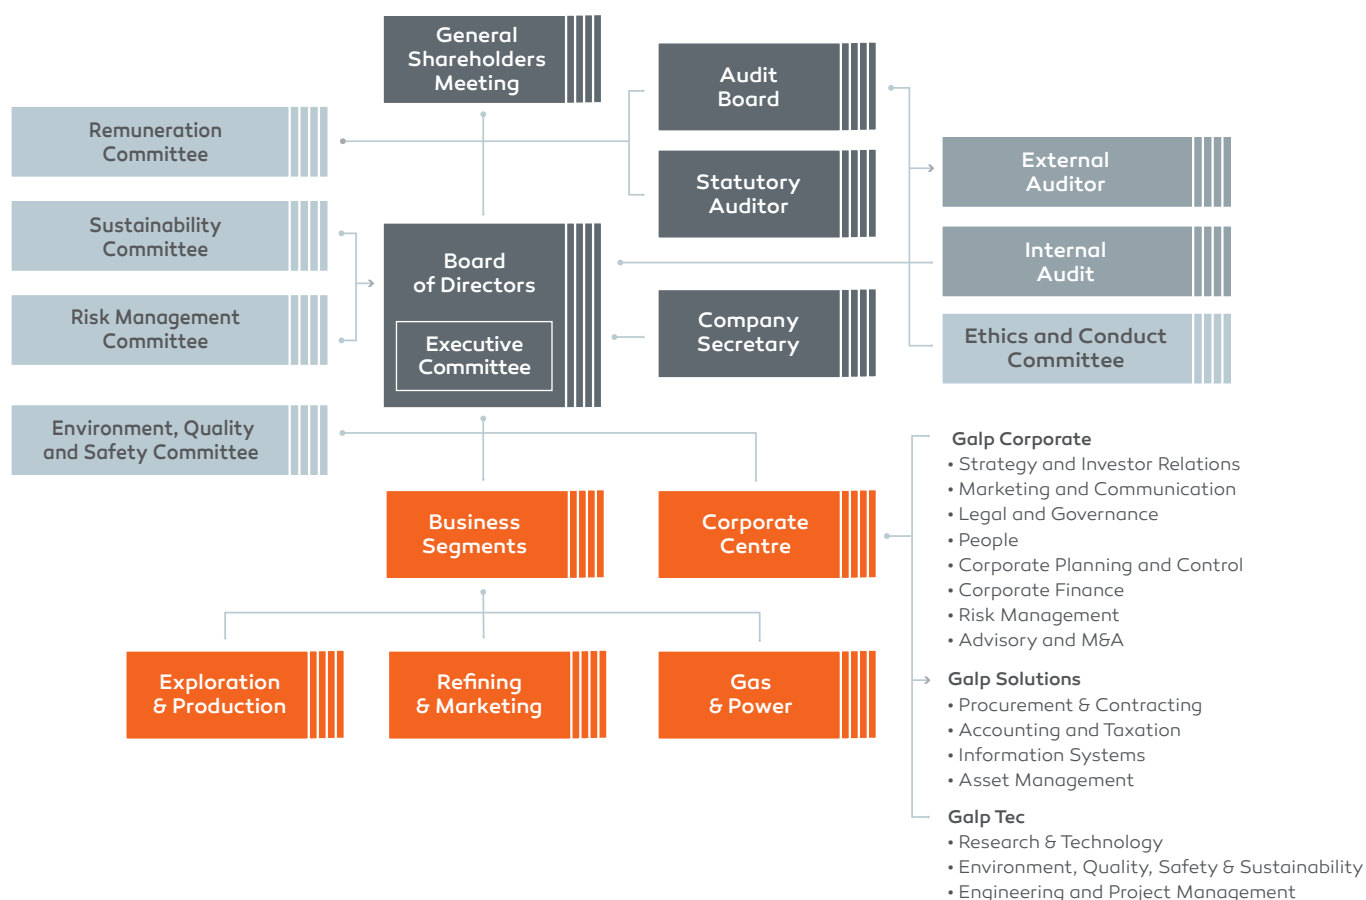 General
Shareholders
Meeting
Audit
Board
Remuneration
Committee
External
Auditor
Statutory
Auditor
Sustainability
Committee
Board
of Directors
Internal
Audit
Risk Management
Committee
Company
Secretary
Executive
Committee
Ethics and Conduct
Committee
Environment, Quality
and Safety Committee
Business
Segments
Corporate
Centre
Exploration
& Production
Refining
& Marketing
Gas
& Power
Galp Corporate
• Strategy and Investor Relations
• Marketing and Communication
• Legal and Governance
• People
• Corporate Planning and Control
• Corporate Finance
• Risk Management
• Advisory and M&A
Galp Solutions
• Procurement & Contracting
• Accounting and Taxation
• Information Systems
• Asset Management
Galp Tec
• Research & Technology
• Environment, Quality, Safety & Sustainability
• Engineering and Project Management